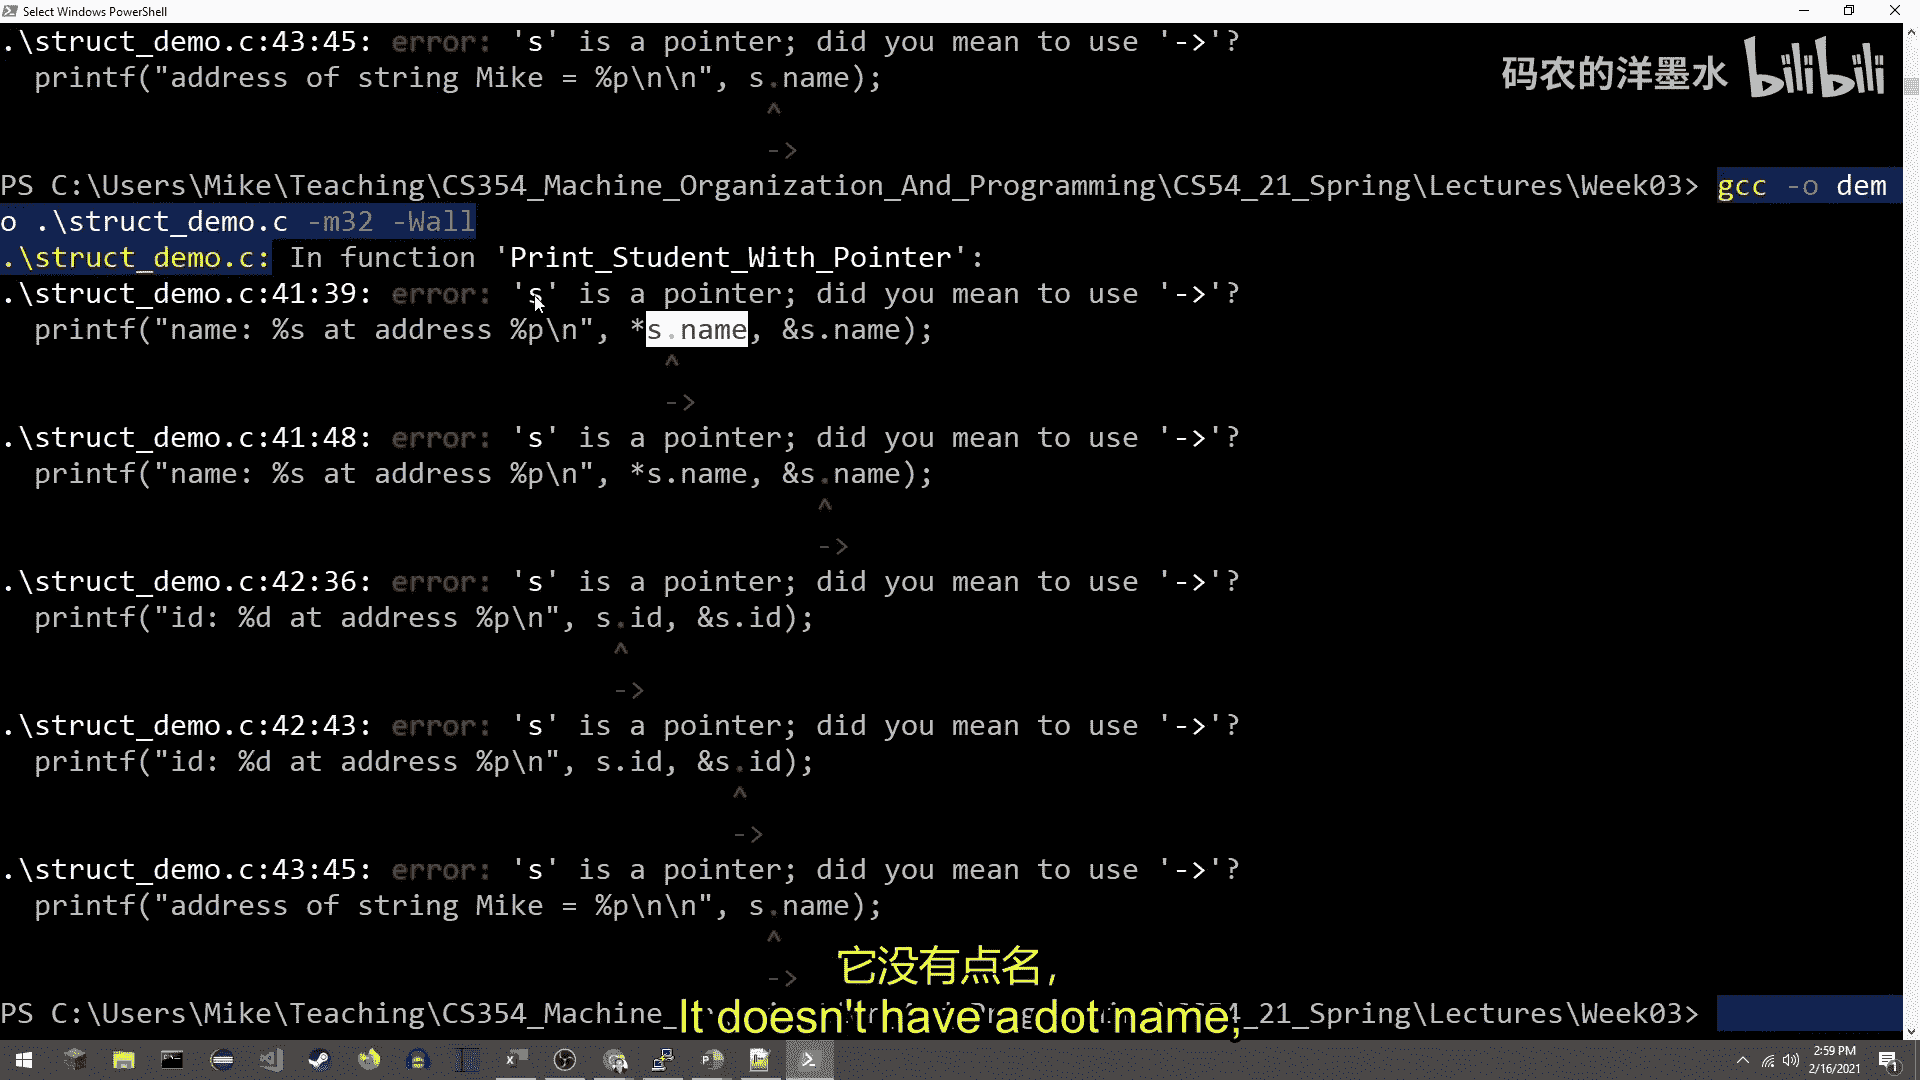 Select Windows PowerShell
.\struct_demo.c:43:45: error: 's' is a pointer; did you mean to use '->'?
printf("address of string Mike = %p\n\n", s.name);
^
->
码农的洋墨水 bilibili
PS C:\Users\Mike\Teaching\CS354_Machine_Organization_And_Programming\CS54_21_Spring\Lectures\Week03> gcc -o dem
o .\struct_demo.c -m32 -Wall
.\struct_demo.c: In function 'Print_Student_With_Pointer':
.\struct_demo.c:41:39: error: 's' is a pointer; did you mean to use '->'?
printf("name: %s at address %p\n", *s.name, &s.name);
^
->
.\struct_demo.c:41:48: error: 's' is a pointer; did you mean to use '->'?
printf("name: %s at address %p\n", *s.name, &s.name);
^
->
.\struct_demo.c:42:36: error: 's' is a pointer; did you mean to use '->'?
printf("id: %d at address %p\n", s.id, &s.id);
^
->
.\struct_demo.c:42:43: error: 's' is a pointer; did you mean to use '->'?
printf("id: %d at address %p\n", s.id, &s.id);
^
->
.\struct_demo.c:43:45: error: 's' is a pointer; did you mean to use '->'?
printf("address of string Mike = %p\n\n", s.name);
^
->
它没有点名，
PS C:\Users\Mike\Teaching\CS354_Machine_ _21_Spring\Lectures\Week03>
It doesn't have a dot name,
2:59 PM
2/16/2021